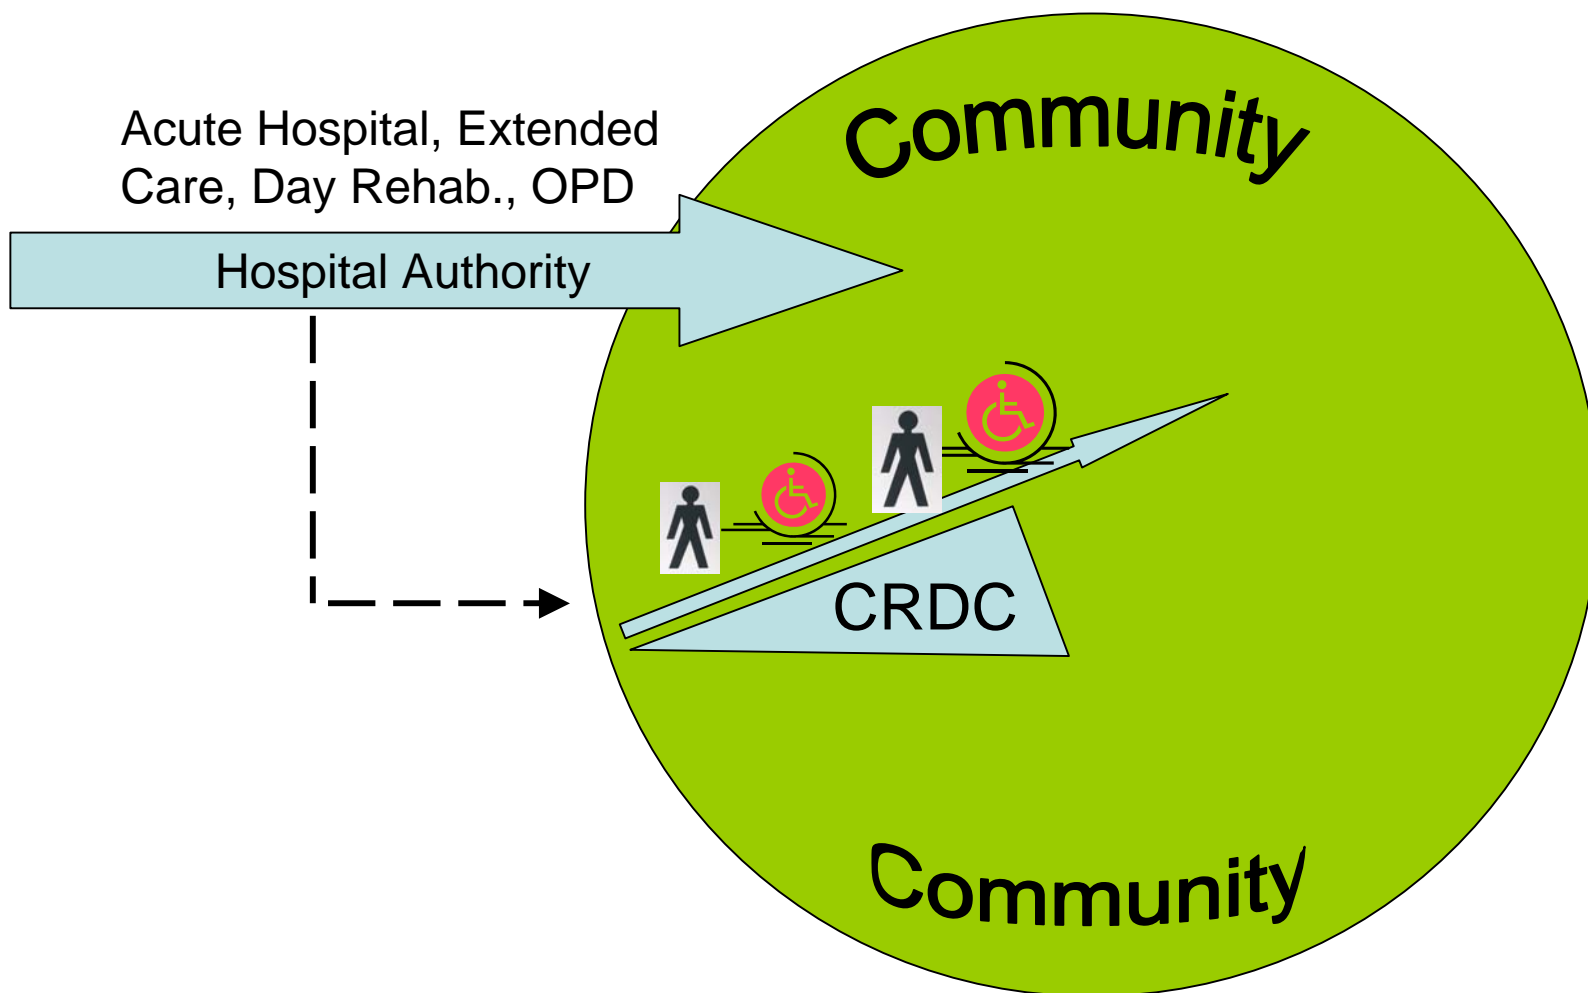 Community
Acute Hospital, Extended
Care, Day Rehab., OPD
Hospital Authority
CRDC
Community